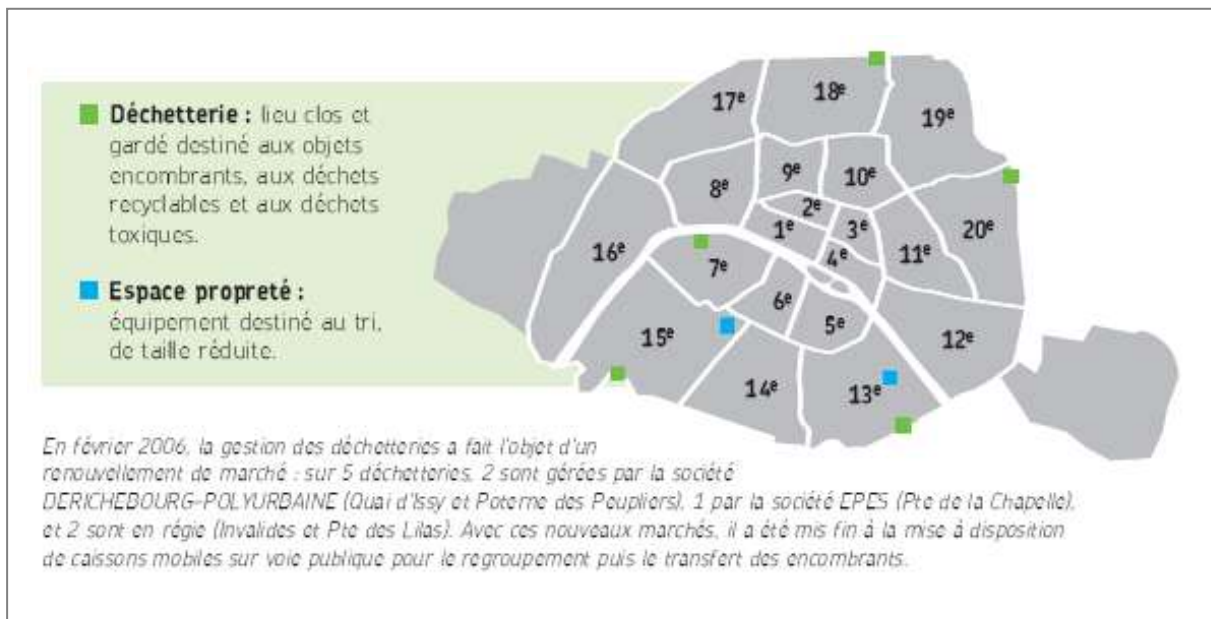 Déchetterie : lieu clos et
gardé destiné aux objets
encombrants, aux déchets
recyclables et aux déchets
toxiques.
Espace propreté :
équipement destiné au tri,
de taille réduite.
17e
18e
19e
8e
9e
10e
2e
16e
1e
3e
20e
7e
4e
11e
6e
15e
5e
12e
14e
13e
En février 2006, la gestion des déchetteries a fait l'objet d'un
renouvellement de marché : sur 5 déchetteries, 2 sont gérées par la société
DERICHEBOURG-POLYURBAINE (Quai d'Issy et Poterne des Peupliers), 1 par la société EPES (Pte de la Chapelle),
et 2 sont en régie (Invalides et Pte des Lilas). Avec ces nouveaux marchés, il a été mis fin à la mise à disposition
de caissons mobiles sur voie publique pour le regroupement puis le transfert des encombrants.